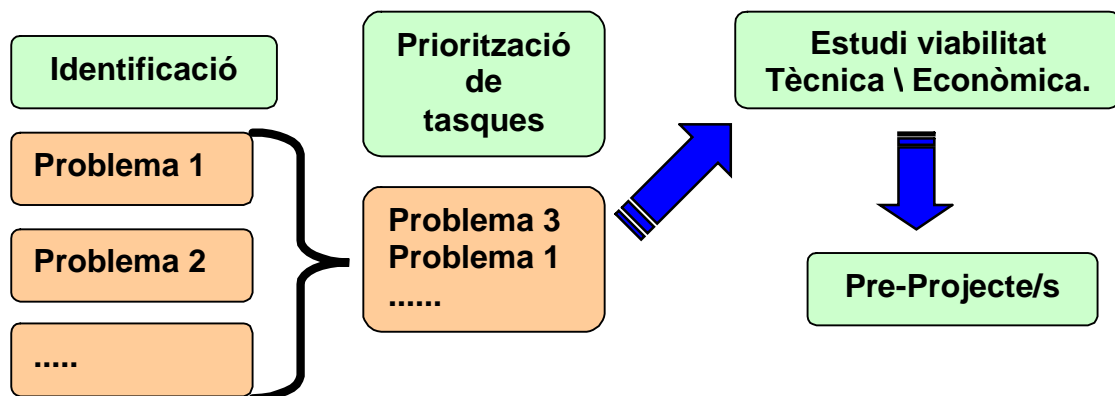 Identificació
Problema 1
Problema 2
.....
Priorització
de
tasques
Problema 3
Problema 1
......
Estudi viabilitat
Tècnica \ Econòmica.
Pre-Projecte/s